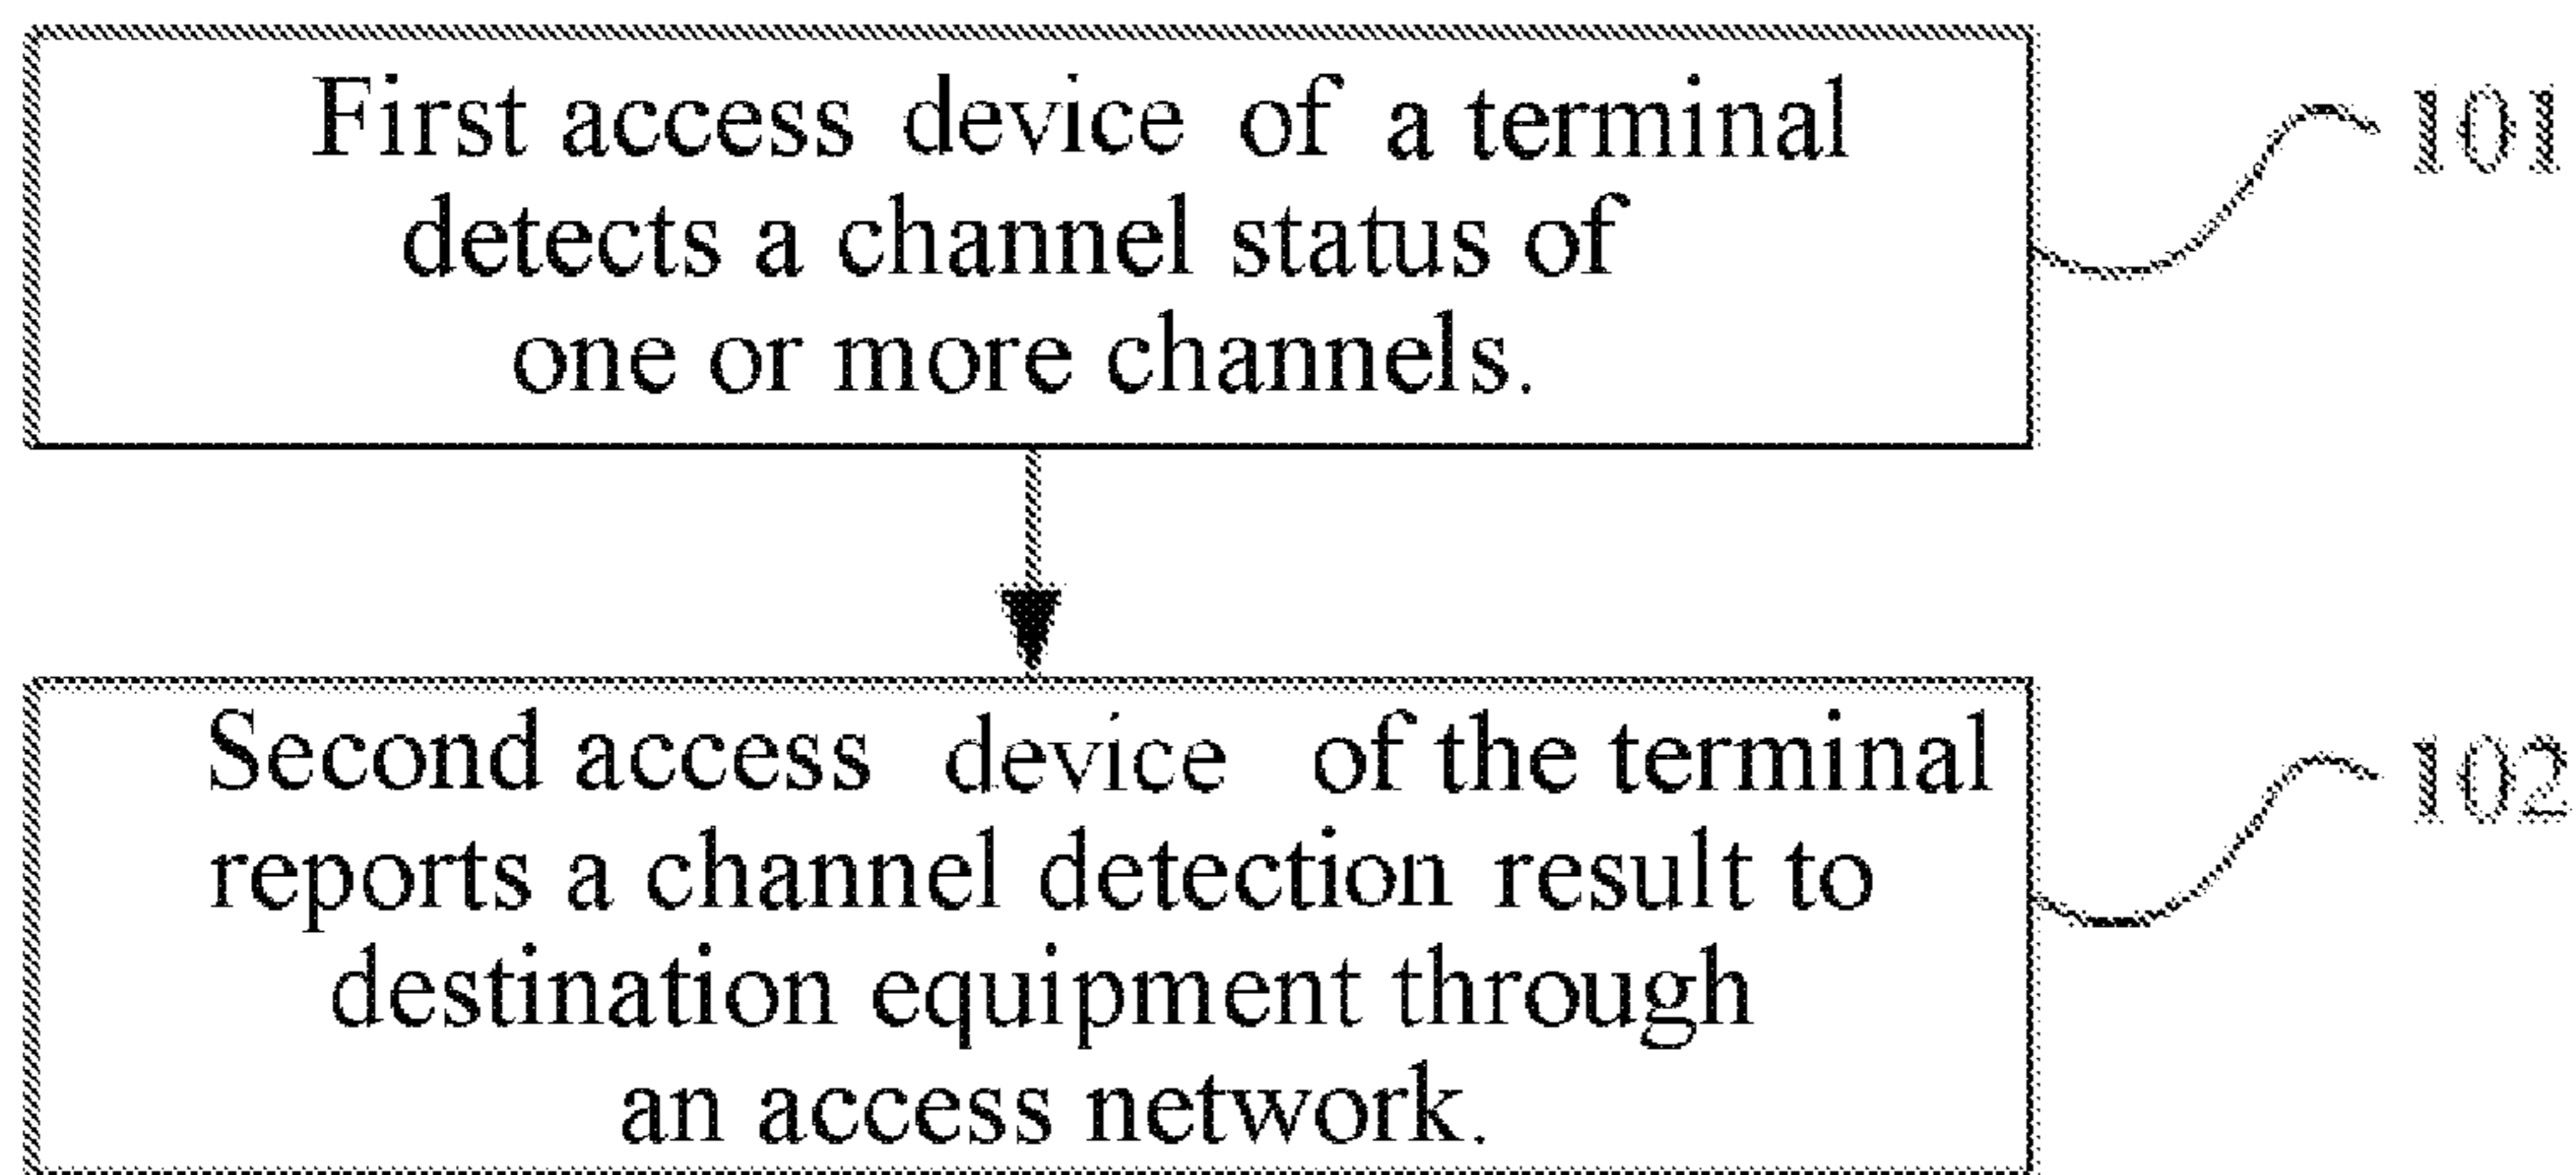 First access device of a terminal
detects a channel status of
one or more channels.
101
Second access device of the terminal
reports a channel detection result to
destination equipment through
an access network.
102